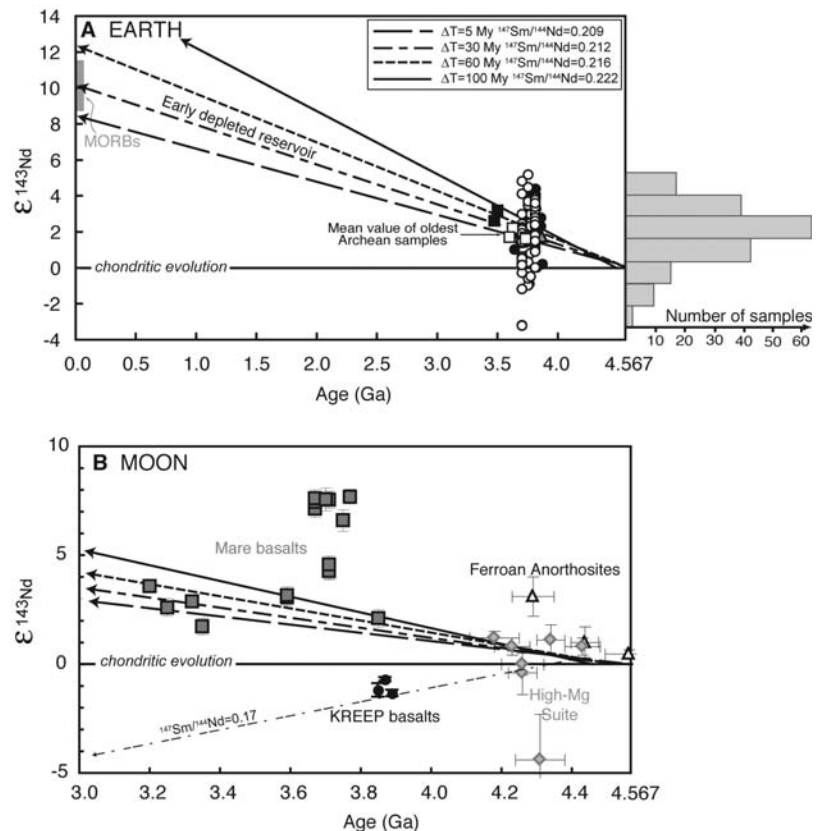 A EARTH
ΔT=5 My ¹⁴⁷Sm/¹⁴⁴Nd=0.209
ΔT=30 My ¹⁴⁷Sm/¹⁴⁴Nd=0.212
ΔT=60 My ¹⁴⁷Sm/¹⁴⁴Nd=0.216
ΔT=100 My ¹⁴⁷Sm/¹⁴⁴Nd=0.222
14
12
10
8
6
4
2
0
-2
-4
ε ¹⁴³Nd
MORBs
Early depleted reservoir
Mean value of oldest
Archean samples
chondritic evolution
Number of samples
10 20 30 40 50 60
0.0 0.5 1.0 1.5 2.0 2.5 3.0 3.5 4.0 4.567
Age (Ga)
B MOON
10
5
0
-5
ε ¹⁴³Nd
Mare basalts
Ferroan Anorthosites
chondritic evolution
¹⁴⁷Sm/¹⁴⁴Nd=0.17
KREEP basalts
High-Mg
Suite
3.0 3.2 3.4 3.6 3.8 4.0 4.2 4.4 4.567
Age (Ga)